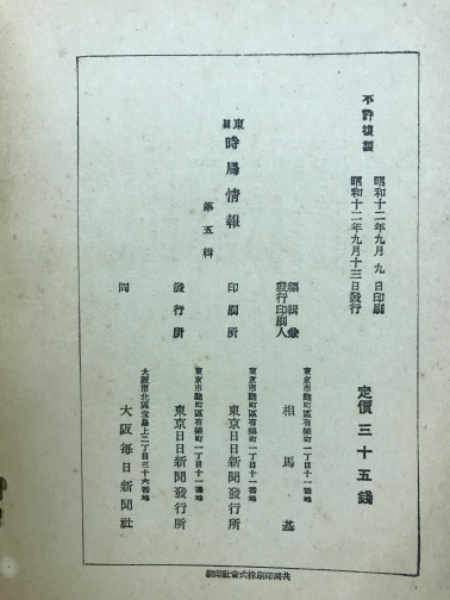 不許複製
昭和十二年九月九日印刷
昭和十二年九月十三日發行
定價三十五錢
東日
時局情報
第五輯
編輯兼
發行印刷人
東京市麴町區有樂町一丁目十一番地
相馬基
印刷所
東京市麴町區有樂町一丁目十一番地
東京日日新聞發行所
發行所
東京市麴町區有樂町一丁目十一番地
東京日日新聞發行所
同
大阪市北區堂島上二丁目三十六番地
大阪每日新聞社
共同印刷株式會社印刷